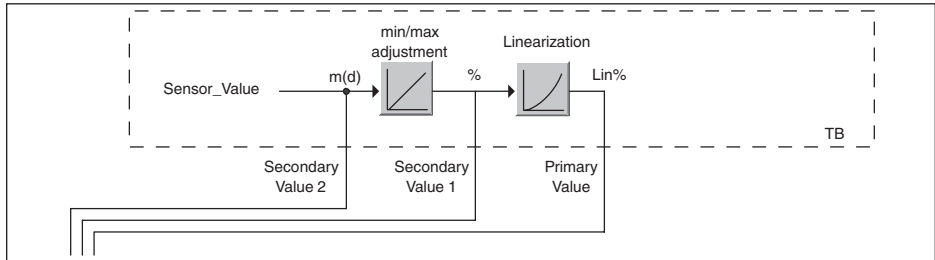 min/max
adjustment
Linearization
Sensor_Value
m(d)
%
Lin%
TB
Secondary
Value 2
Secondary
Value 1
Primary
Value